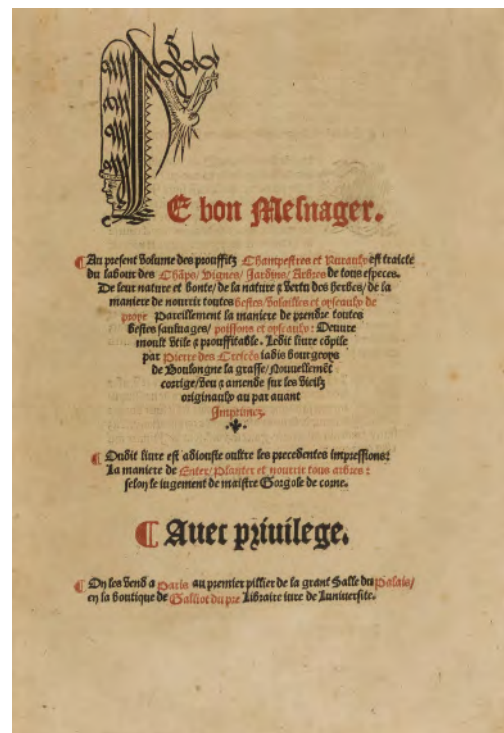 LE bon Mesnager.
¶ Au present volume des prouffitz Champestres et Ruraulx est traicte
du labour des Chãps/ Vignes/ Jardins/ Arbres de tous especes.
De leur nature et bonte/ de la nature ⁊ vertu des herbes/ de la
maniere de nourrir toutes bestes/ volailles et oyseaulx de
proye Pareillement la maniere de prendre toutes
bestes sauluages/ poissons et oyseaulx: Oeuure
moult vtile ⁊ prouffitable. Ledit liure cõpile
par Pierre des Crescẽs iadis bourgeoys
de Boulongne la grasse/ Nouuellemẽt
corrige/ veu ⁊ amende sur les vieilz
originaulx au par auant
Imprimez
¶ Oudit liure est adiouste oultre les precedentes impressions:
La maniere de Enter/ Planter et nourrir tous arbres:
selon le iugement de maistre Gorgole de corne.
¶ Auec priuilege.
¶ On les vend a Paris au premier pillier de la grant Salle du Palais/
en la boutique de Galliot du pre Libraire iure de Luniuersite.